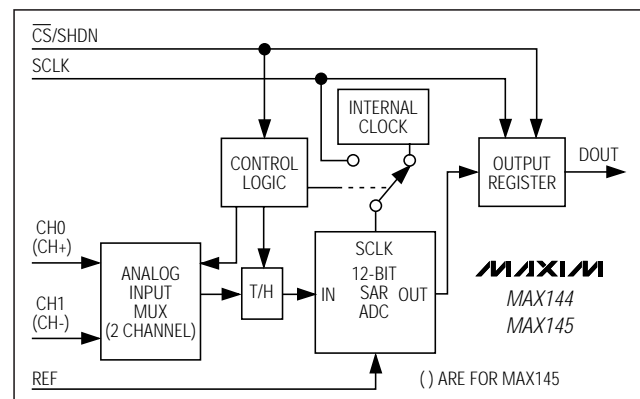 CS/SHDN
SCLK
INTERNAL
CLOCK
CONTROL
LOGIC
OUTPUT
REGISTER
DOUT
CH0
(CH+)
ANALOG
INPUT
MUX
(2 CHANNEL)
CH1
(CH-)
T/H
SCLK
12-BIT
IN SAR OUT
ADC
MAXIM
MAX144
MAX145
REF
( ) ARE FOR MAX145